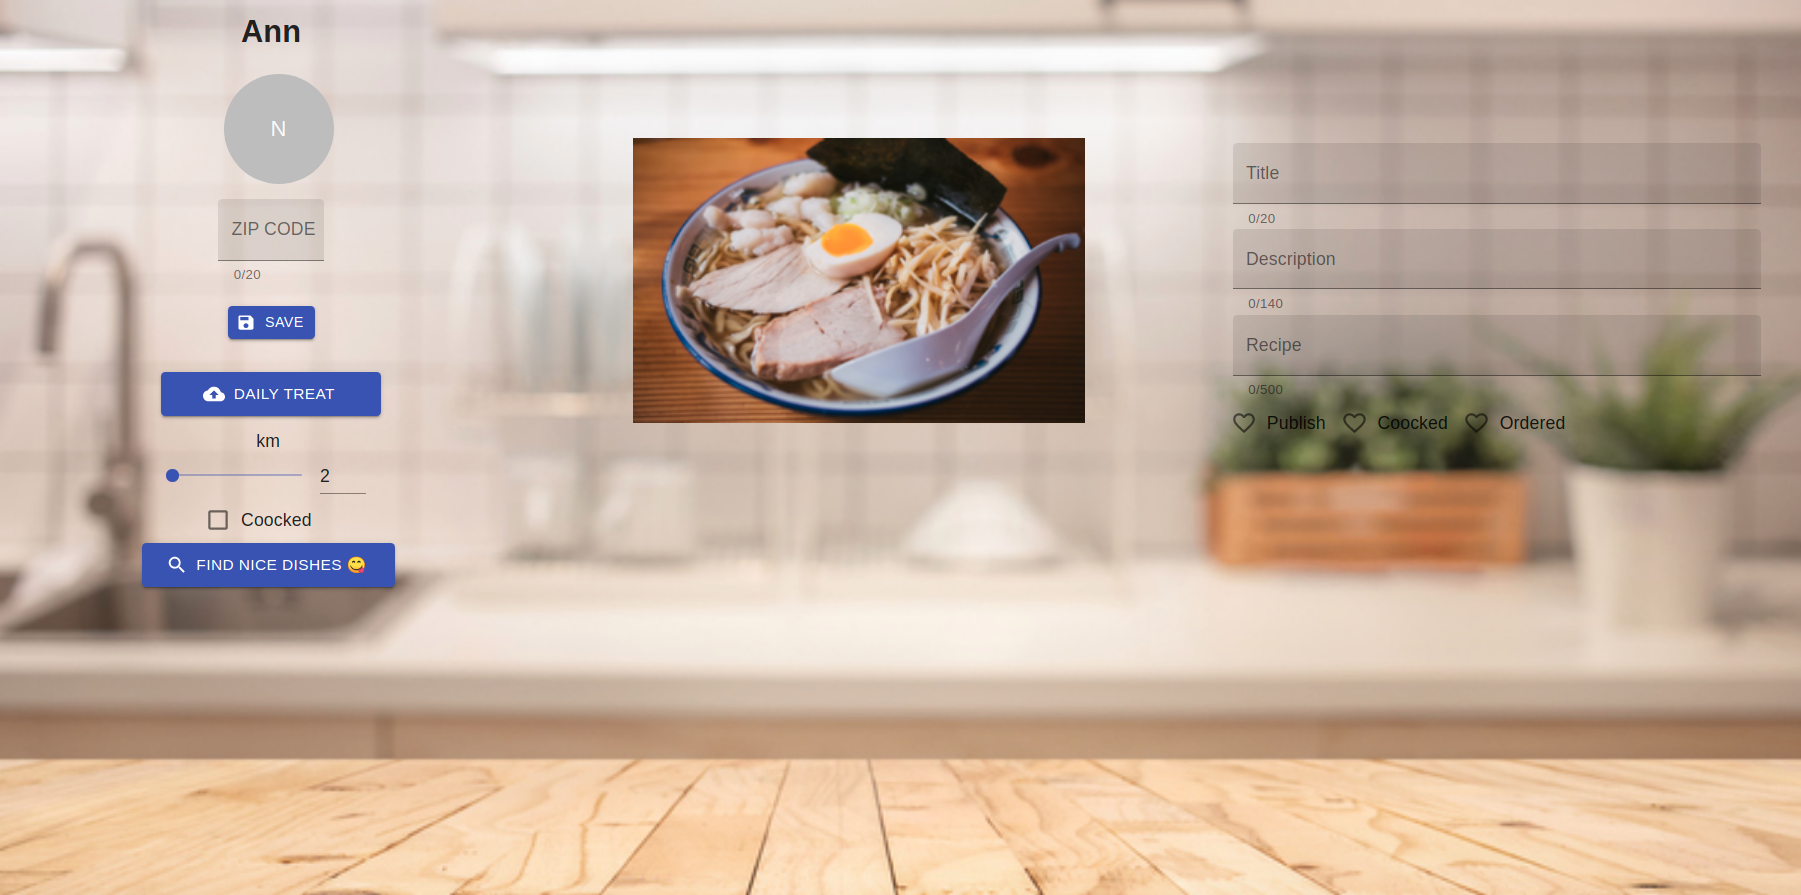 Ann
N
ZIP CODE
0/20
SAVE
DAILY TREAT
km
2
Coocked
FIND NICE DISHES 😋
Title
0/20
Description
0/140
Recipe
0/500
Publish Coocked Ordered